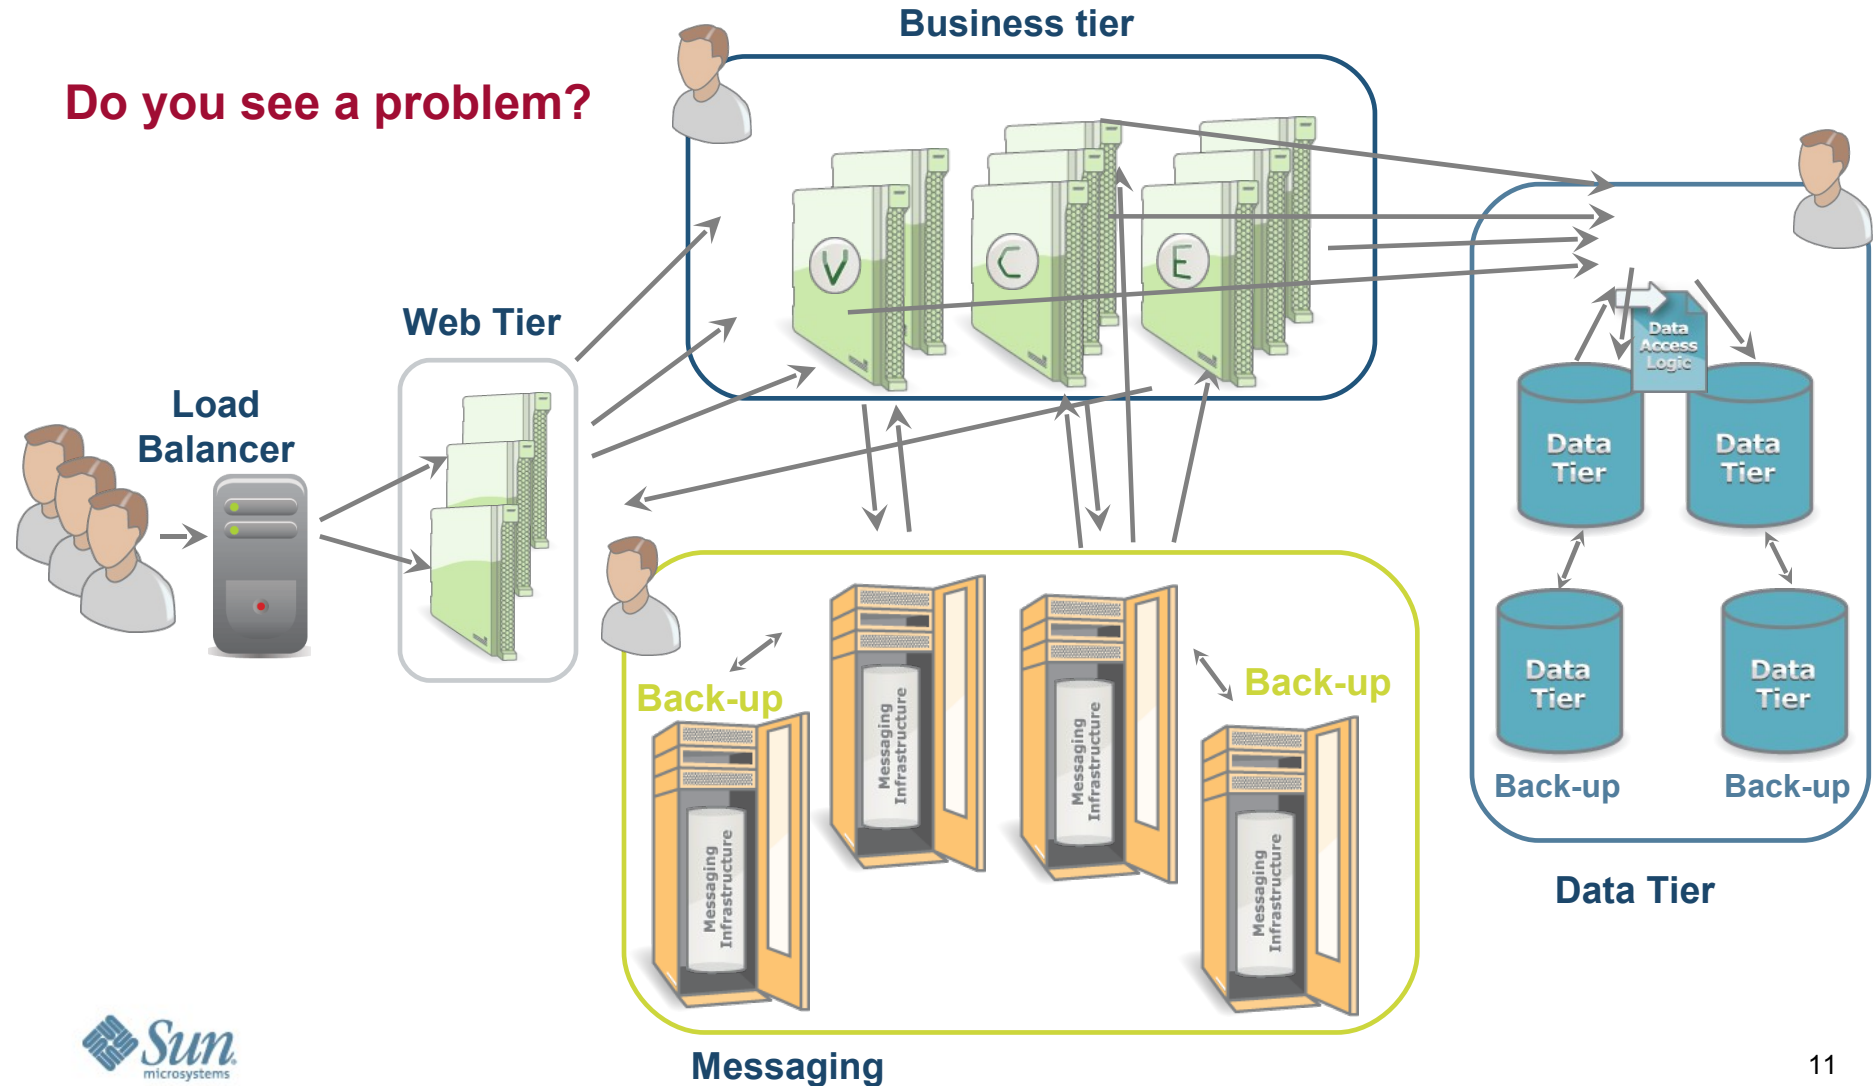 Business tier
Do you see a problem?
V
C
E
Web Tier
Load
Balancer
Data
Access
Logic
Data
Tier
Data
Tier
Back-up
Back-up
Messaging
Infrastructure
Messaging
Infrastructure
Messaging
Infrastructure
Messaging
Infrastructure
Data
Tier
Data
Tier
Back-up
Back-up
Data Tier
Sun
microsystems
Messaging
11